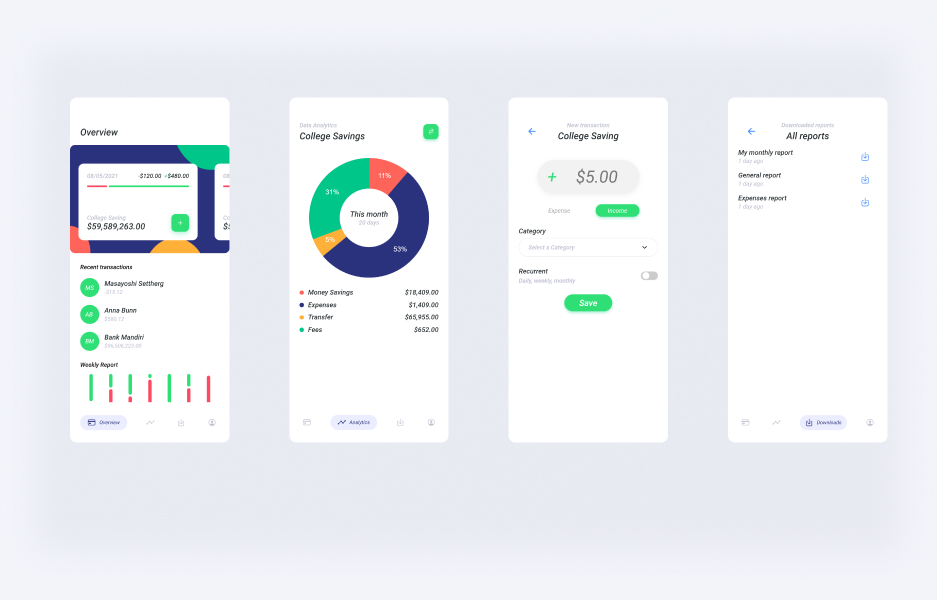 Overview
08/05/2021 -$120.00 +$480.00
College Saving
$59,589,263.00
Recent transactions
MS Masayoshi Settherg
AB Anna Bunn
BM Bank Mandiri
Weekly Report
Overview
Data Analytics
College Savings
11%
31%
5%
53%
This month
20 days
Money Savings $18,409.00
Expenses $1,409.00
Transfer $65,955.00
Fees $652.00
Analytics
New transaction
College Saving
+ $5.00
Expense Income
Category
Select a Category
Recurrent
Daily, weekly, monthly
Save
Downloaded reports
All reports
My monthly report
1 day ago
General report
1 day ago
Expenses report
1 day ago
Downloads